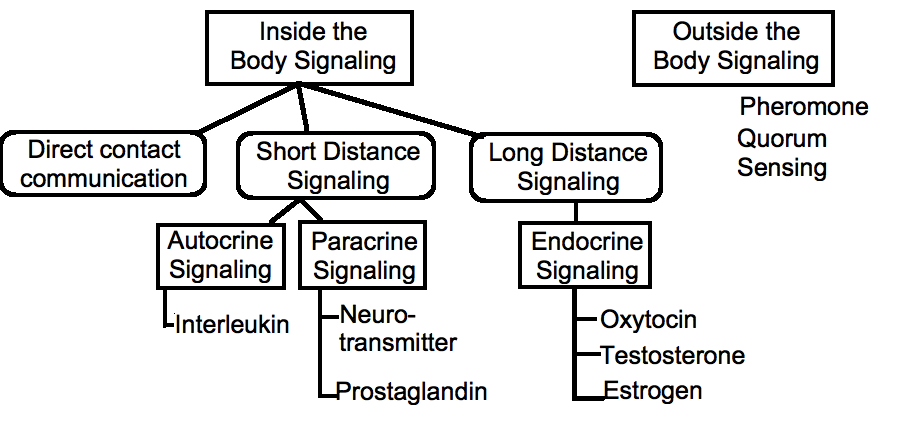 Inside the
Body Signaling
Outside the
Body Signaling
Pheromone
Quorum
Sensing
Direct contact
communication
Short Distance
Signaling
Long Distance
Signaling
Autocrine
Signaling
Paracrine
Signaling
Endocrine
Signaling
Interleukin
Neuro-
transmitter
Prostaglandin
Oxytocin
Testosterone
Estrogen